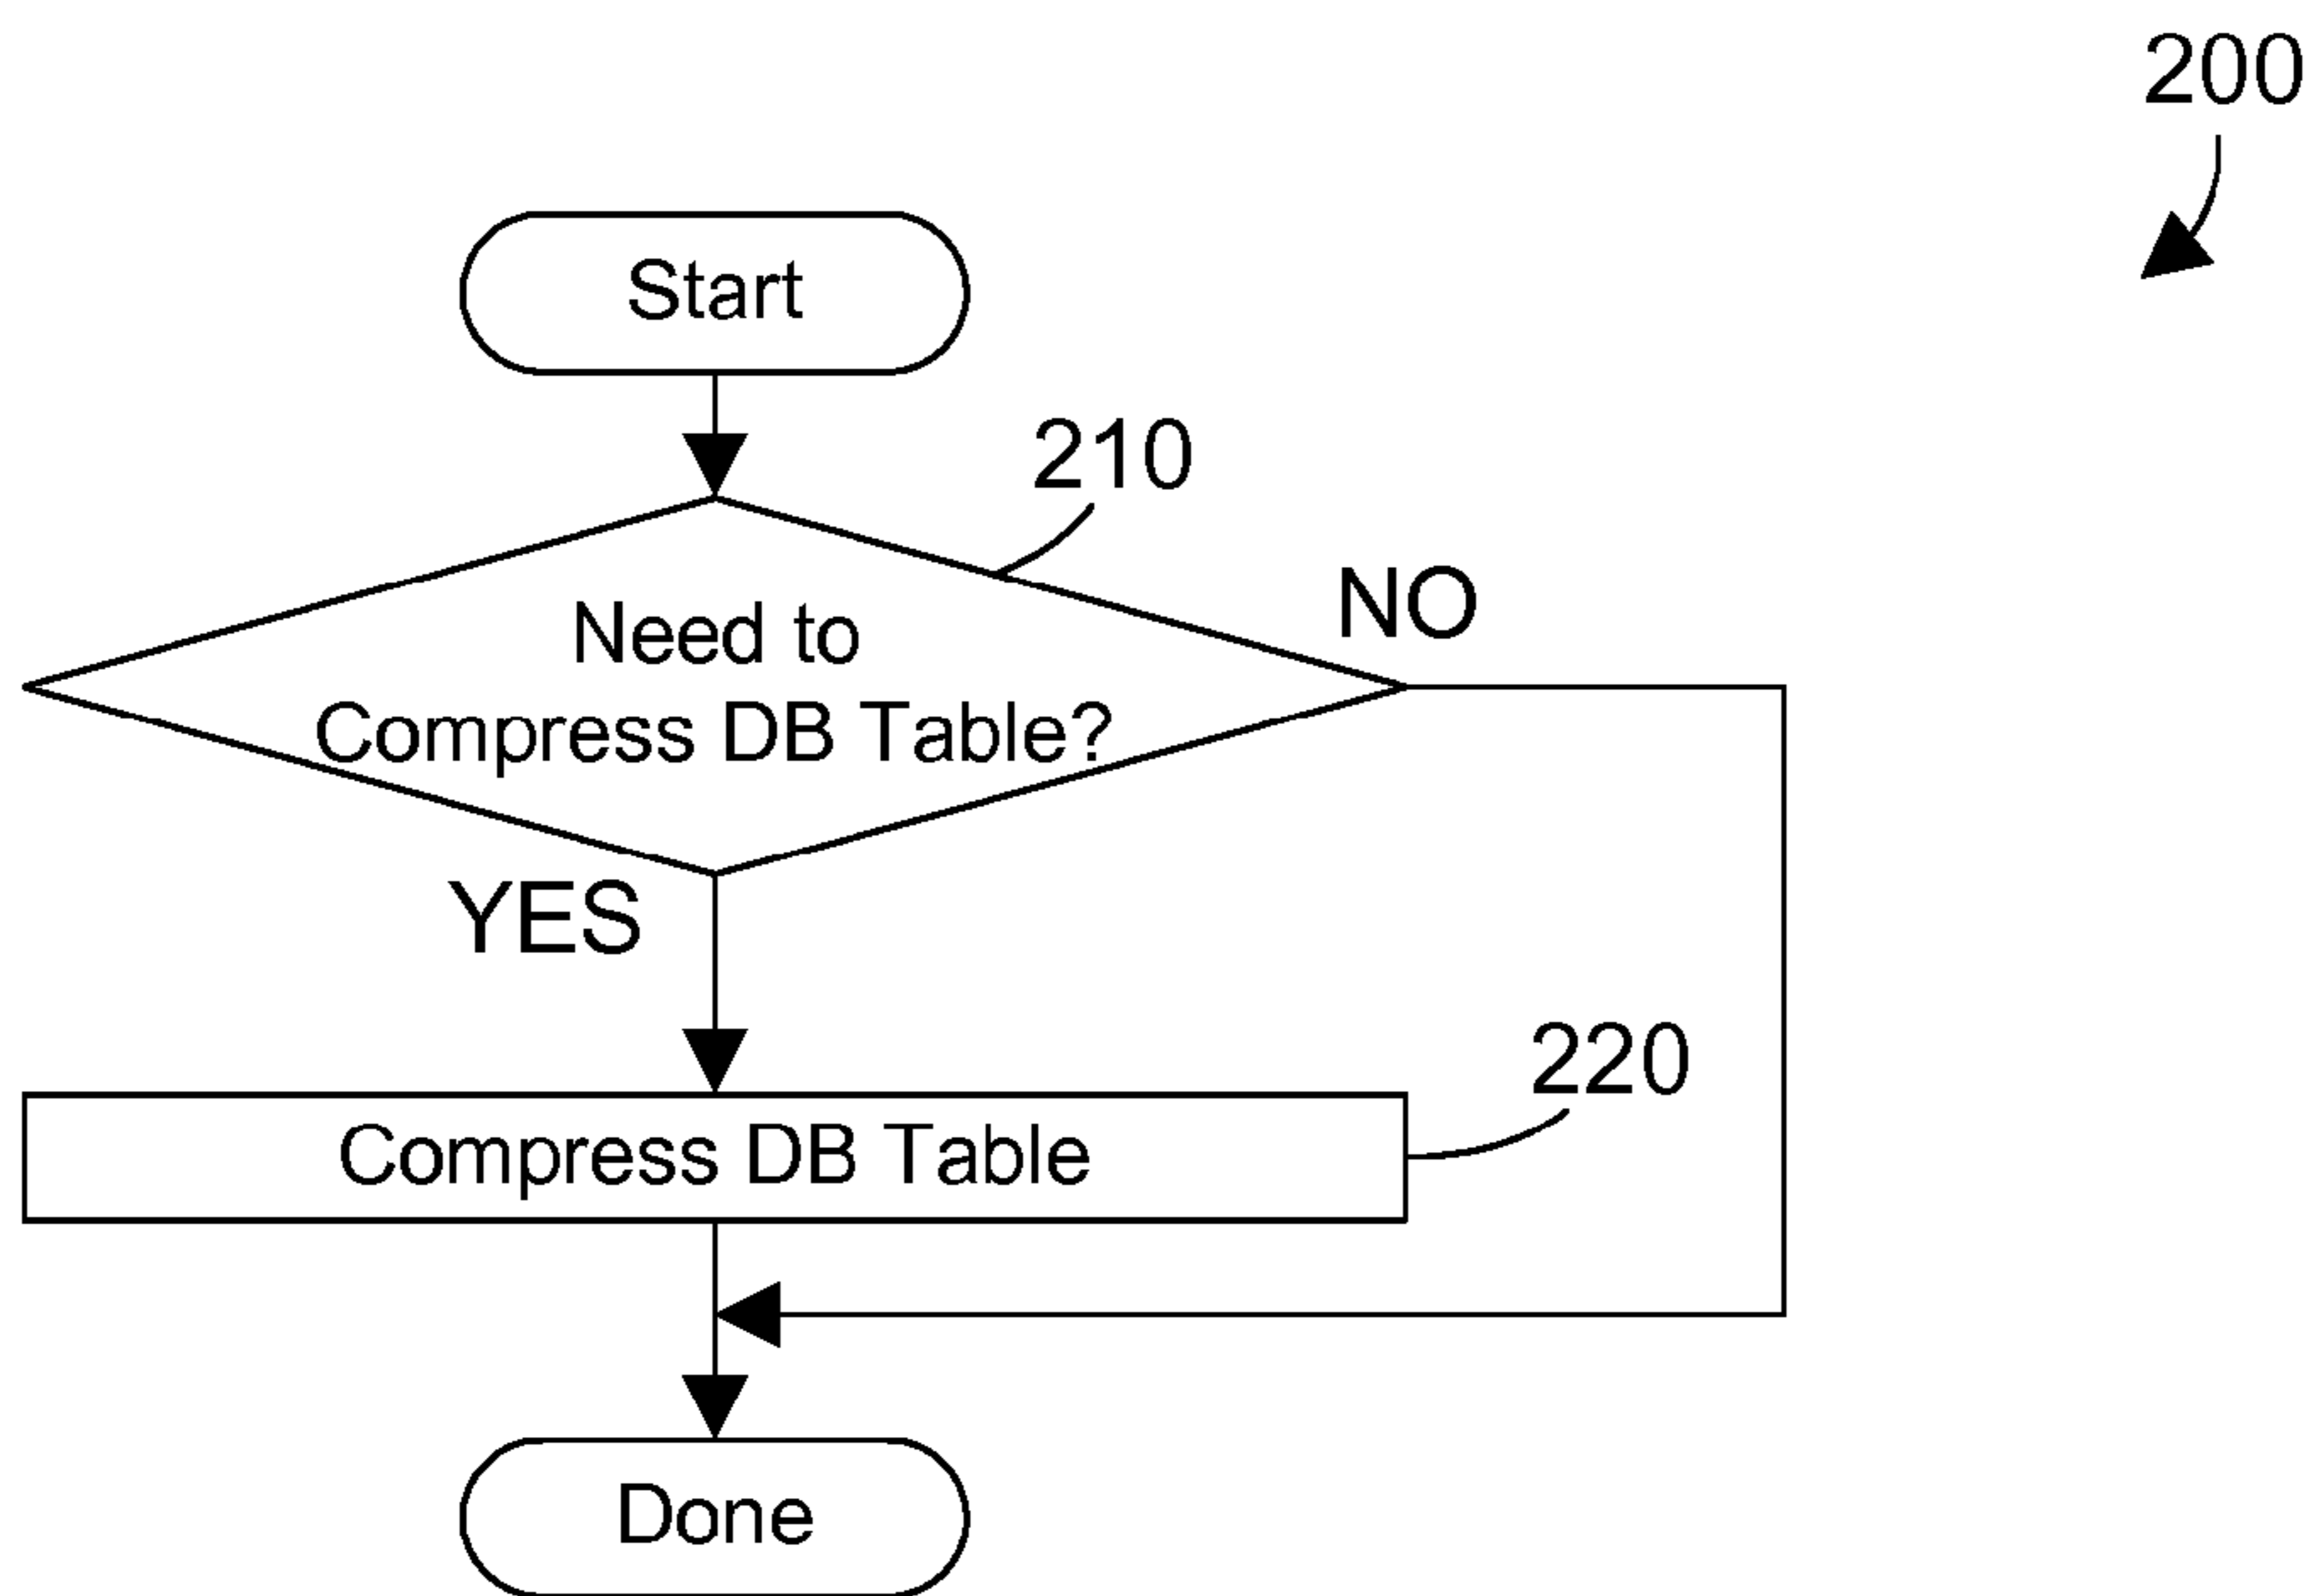 200
Start
210
Need to
NO
Compress DB Table?
YES
220
Compress DB Table
Done